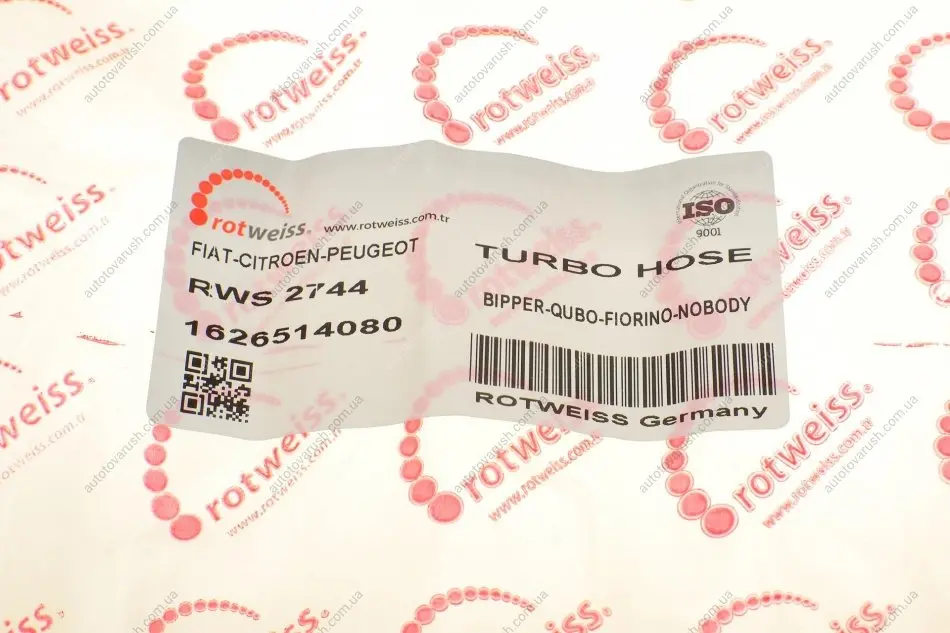 rotweiss. www.rotweiss.com.tr
FIAT-CITROEN-PEUGEOT
RWS 2744
1626514080
ISO
9001
TURBO HOSE
BIPPER-QUBO-FIORINO-NOBODY
ROTWEISS Germany
rotweiss.
www.rotweiss.com.tr
autotovarush.com.ua